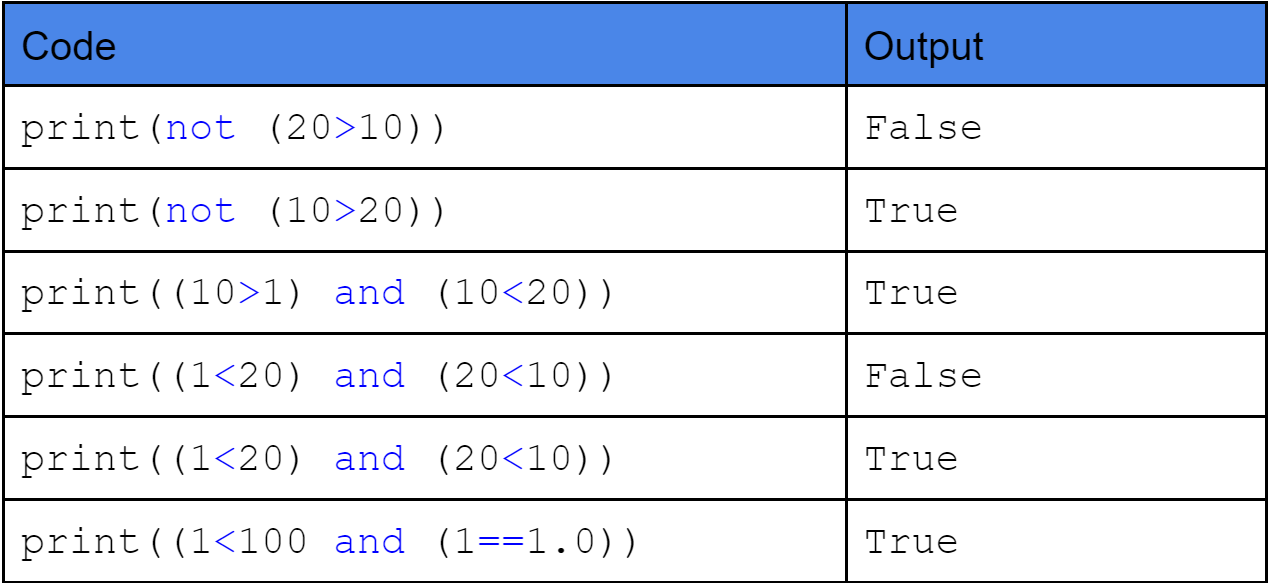 Code Output
print(not (20>10)) False
print(not (10>20)) True
print((10>1) and (10<20)) True
print((1<20) and (20<10)) False
print((1<20) and (20<10)) True
print((1<100 and (1==1.0)) True